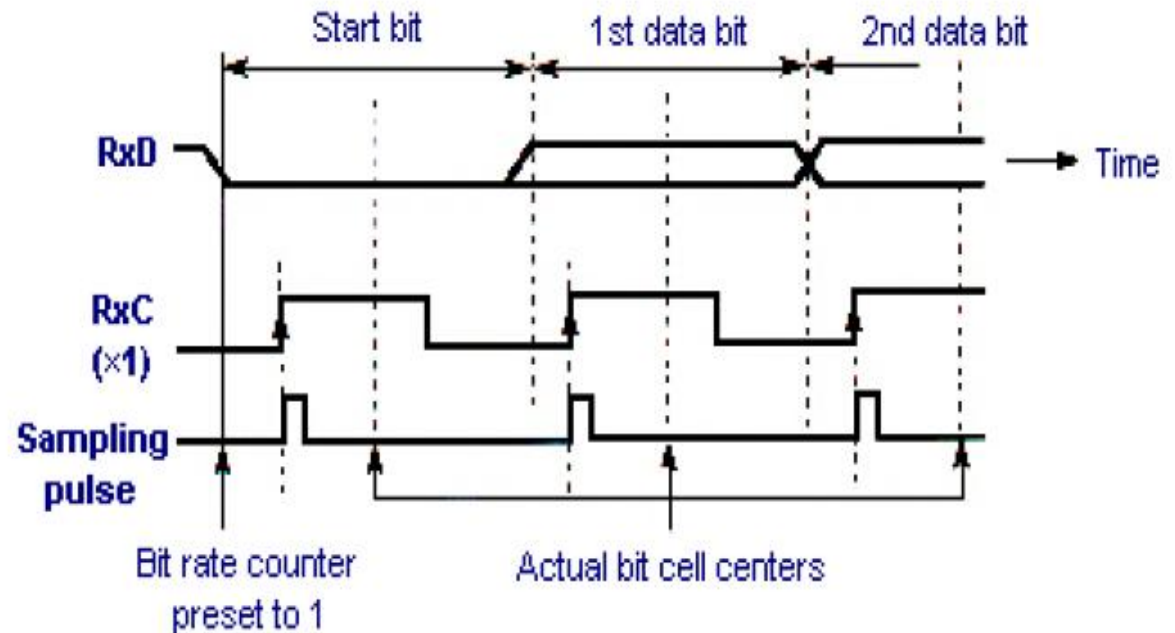 Start bit
1st data bit
2nd data bit
RxD
Time
RxC
(×1)
Sampling
pulse
Bit rate counter
preset to 1
Actual bit cell centers